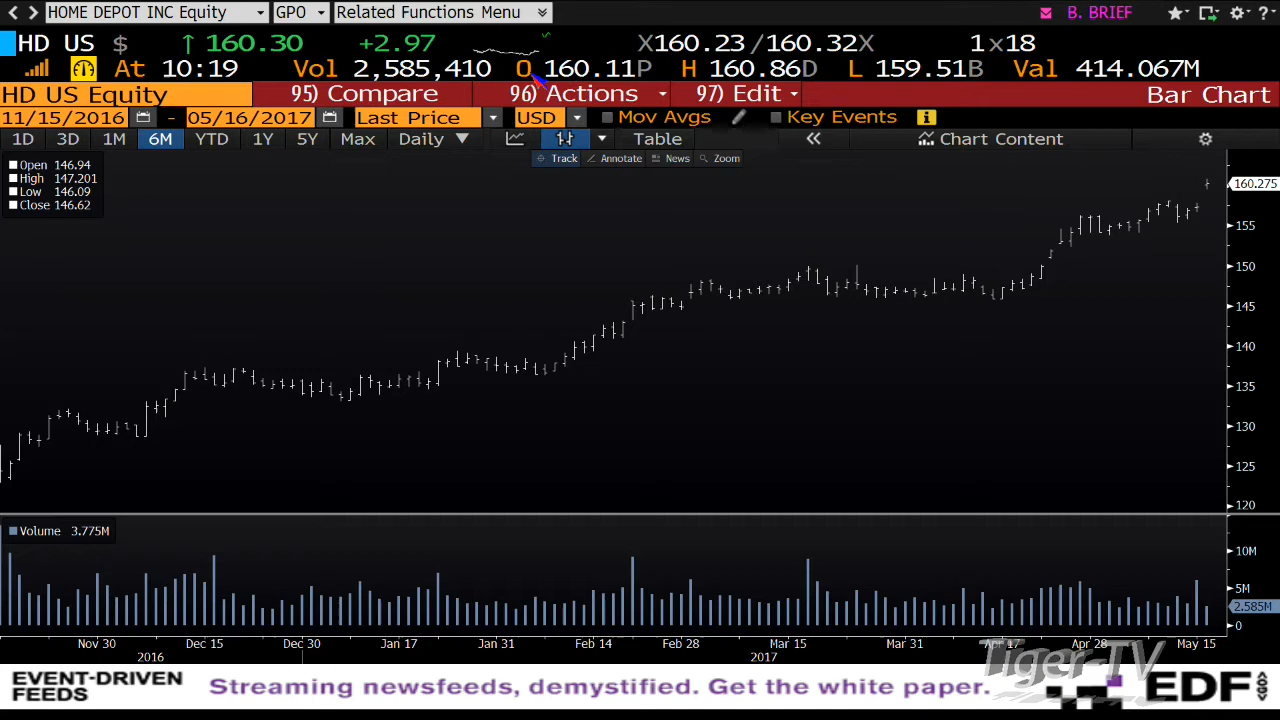 HOME DEPOT INC Equity GPO Related Functions Menu B. BRIEF
HD US $ ↑ 160.30 +2.97 X160.23/160.32X 1x18
At 10:19 Vol 2,585,410 O 160.11P H 160.86D L 159.51B Val 414.067M
HD US Equity 95) Compare 96) Actions 97) Edit Bar Chart
11/15/2016 - 05/16/2017 Last Price USD Mov Avgs Key Events
1D 3D 1M 6M YTD 1Y 5Y Max Daily ▼ Table « Chart Content
Track Annotate News Zoom
Open 146.94
High 147.201
Low 146.09
Close 146.62
160.275
155
150
145
140
135
130
125
120
Volume 3.775M
10M
5M
2.585M
0
Nov 30 Dec 15 Dec 30 Jan 17 Jan 31 Feb 14 Feb 28 Mar 15 Mar 31 Apr 17 Apr 28 May 15
2016 2017
Tiger-TV
EVENT-DRIVEN
FEEDS
Streaming newsfeeds, demystified. Get the white paper.
EDF